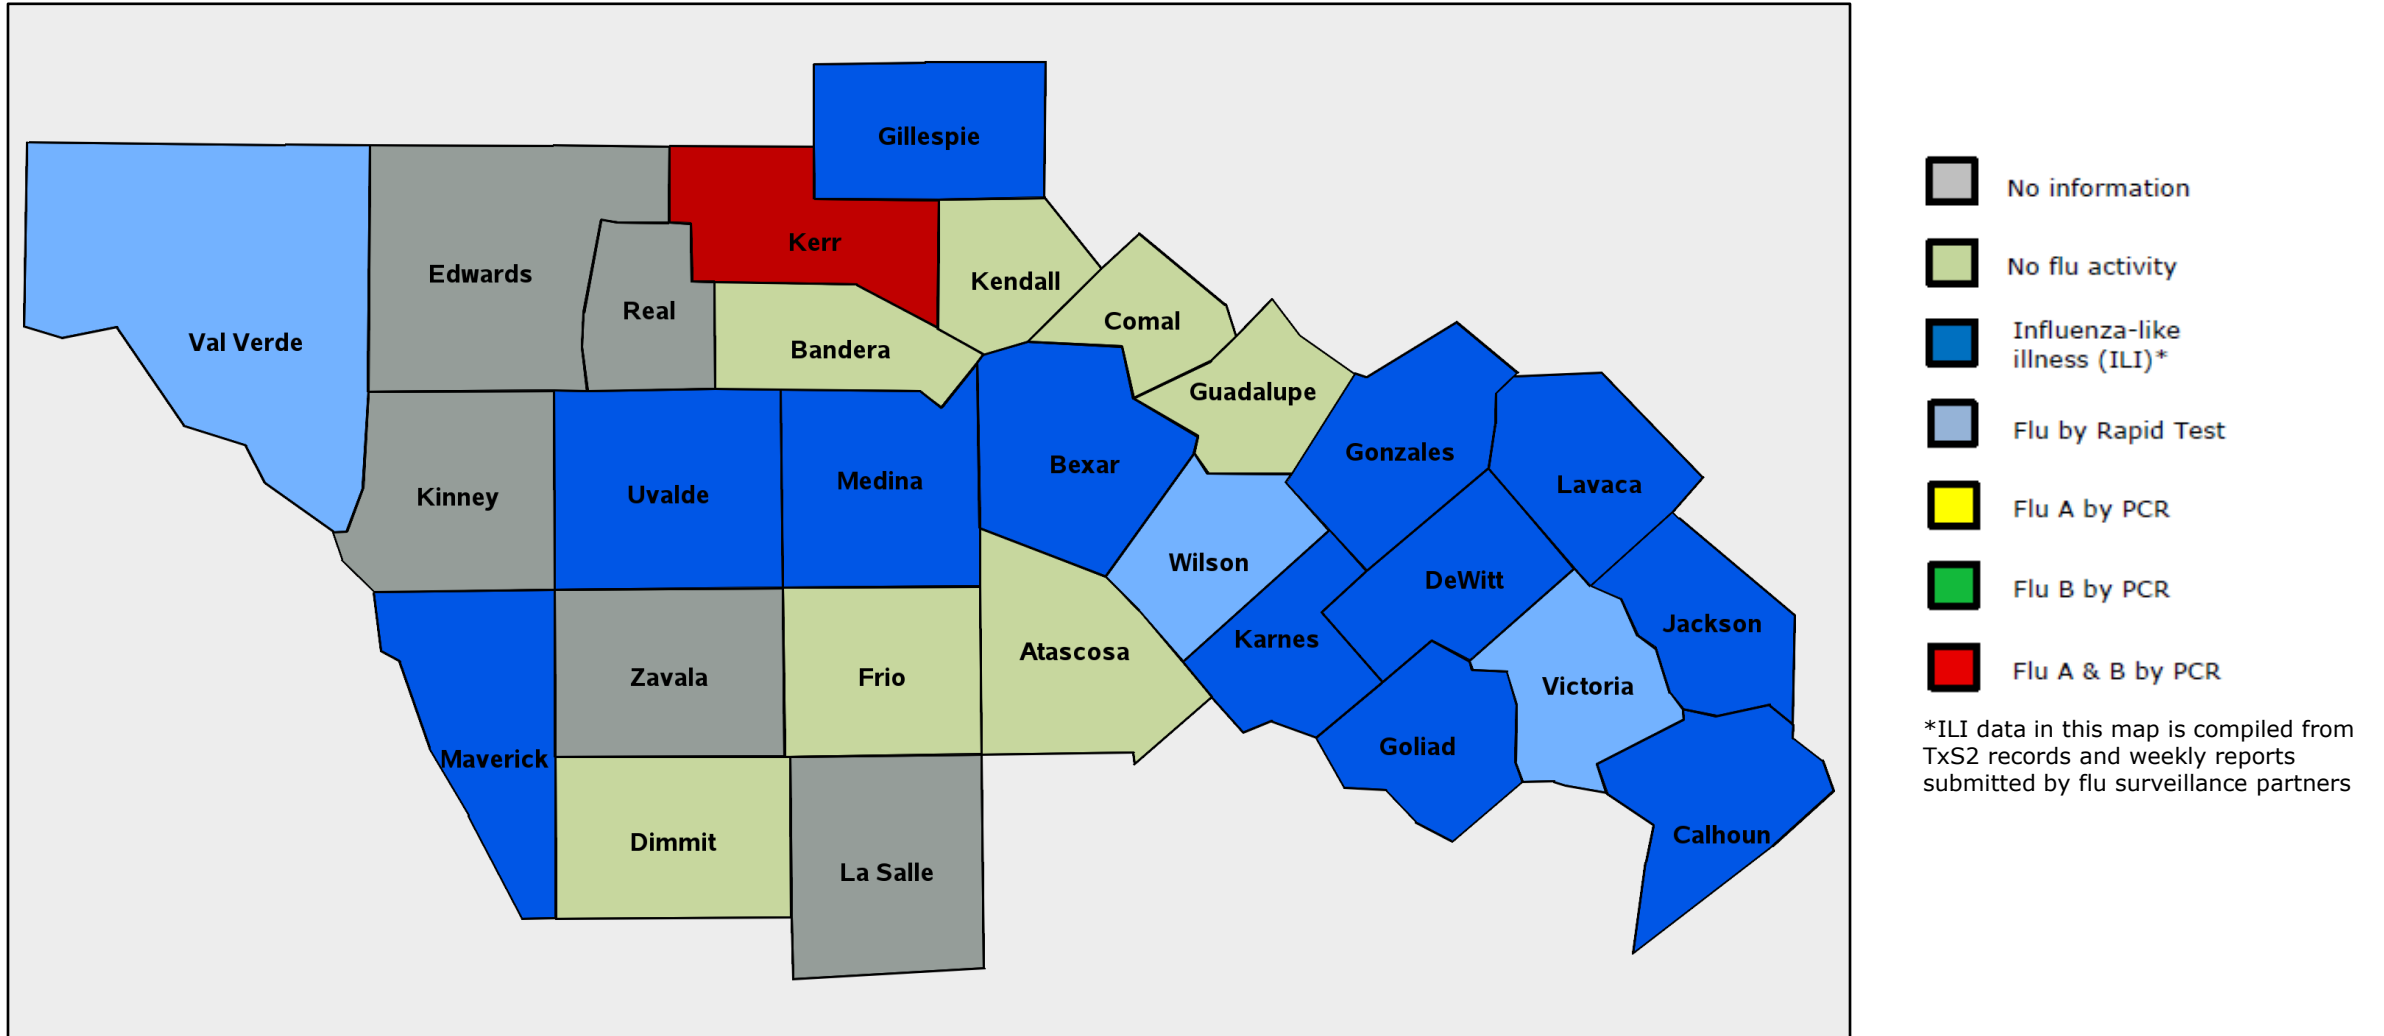 Gillespie
Kerr
Edwards
Kendall
Real
Comal
Val Verde
Bandera
Guadalupe
Gonzales
Bexar
Medina
Lavaca
Uvalde
Kinney
Wilson
DeWitt
Jackson
Karnes
Atascosa
Zavala
Frio
Victoria
Goliad
Maverick
Calhoun
Dimmit
La Salle
No information
No flu activity
Influenza-like
illness (ILI)*
Flu by Rapid Test
Flu A by PCR
Flu B by PCR
Flu A & B by PCR
*ILI data in this map is compiled from
TxS2 records and weekly reports
submitted by flu surveillance partners